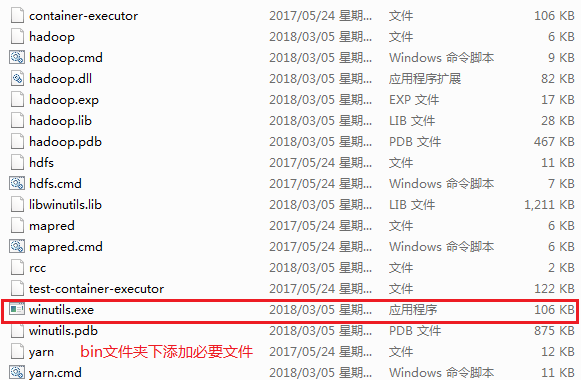 container-executor 2017/05/24 星期... 文件 106 KB
hadoop 2018/03/05 星期... 文件 6 KB
hadoop.cmd 2018/03/05 星期... Windows 命令脚本 9 KB
hadoop.dll 2018/03/05 星期... 应用程序扩展 82 KB
hadoop.exp 2018/03/05 星期... EXP 文件 17 KB
hadoop.lib 2018/03/05 星期... LIB 文件 28 KB
hadoop.pdb 2018/03/05 星期... PDB 文件 467 KB
hdfs 2017/05/24 星期... 文件 11 KB
hdfs.cmd 2017/05/24 星期... Windows 命令脚本 7 KB
libwinutils.lib 2018/03/05 星期... LIB 文件 1,211 KB
mapred 2017/05/24 星期... 文件 6 KB
mapred.cmd 2017/05/24 星期... Windows 命令脚本 6 KB
rcc 2018/03/05 星期... 文件 2 KB
test-container-executor 2017/05/24 星期... 文件 122 KB
winutils.exe 2018/03/05 星期... 应用程序 106 KB
winutils.pdb 2018/03/05 星期... PDB 文件 875 KB
yarn bin文件夹下添加必要文件 2017/05/24 星期... 文件 12 KB
yarn.cmd 2017/05/24 星期... Windows 命令脚本 12 KB